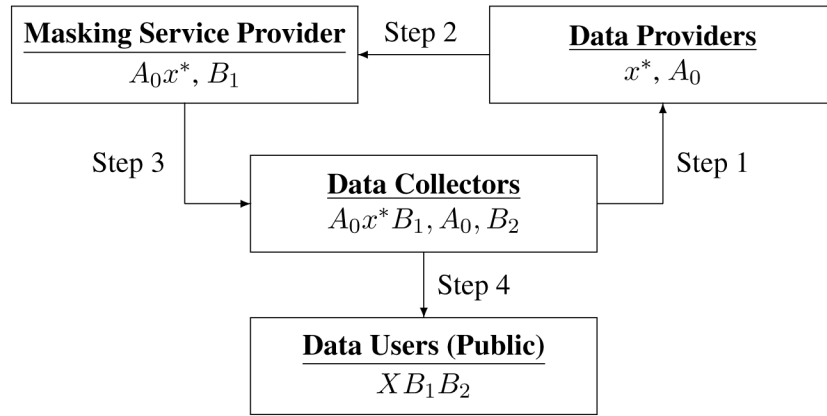 Masking Service Provider
A₀x*, B₁
Step 2
Data Providers
x*, A₀
Step 3
Step 1
Data Collectors
A₀x*B₁, A₀, B₂
Step 4
Data Users (Public)
XB₁B₂